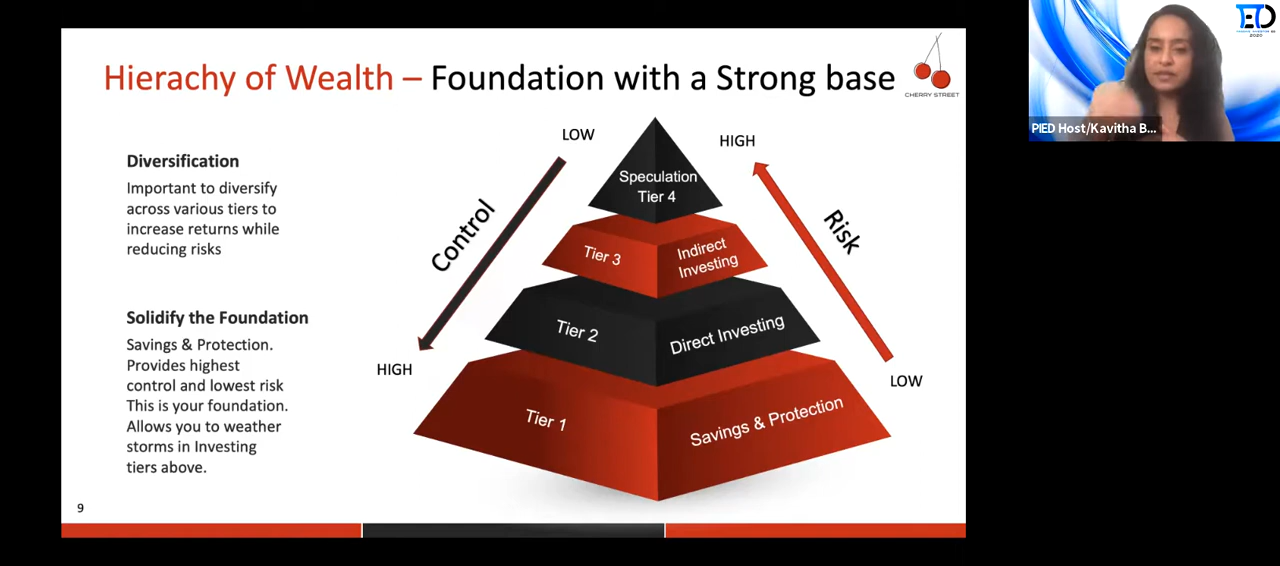 Hierachy of Wealth – Foundation with a Strong base
CHERRY STREET
Diversification
Important to diversify
across various tiers to
increase returns while
reducing risks
Solidify the Foundation
Savings & Protection.
Provides highest
control and lowest risk
This is your foundation.
Allows you to weather
storms in Investing
tiers above.
LOW
Control
HIGH
Speculation
Tier 4
Tier 3
Indirect
Investing
Tier 2
Direct Investing
Tier 1
Savings & Protection
HIGH
Risk
LOW
9
PIED Host/Kavitha B...
2020